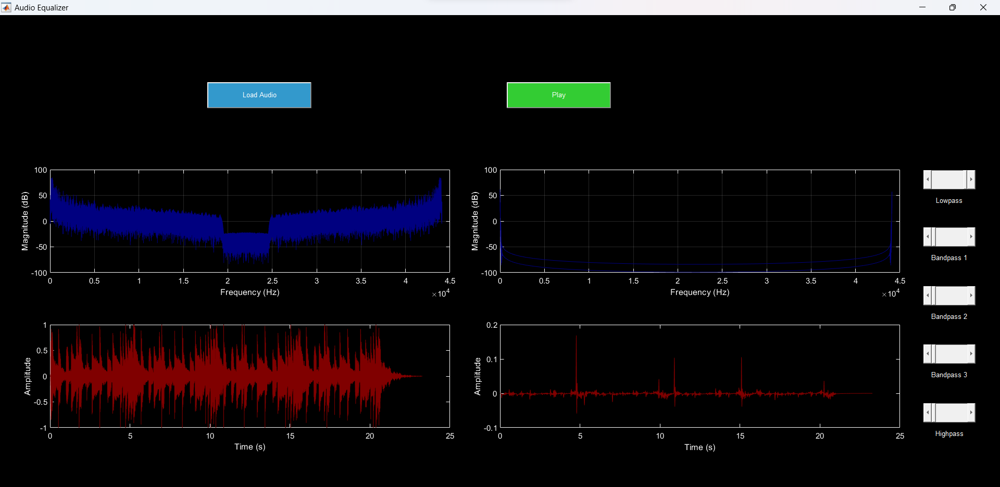 Audio Equalizer
Load Audio
Play
Magnitude (dB)
100
50
0
-50
-100
0 0.5 1 1.5 2 2.5 3 3.5 4 4.5
Frequency (Hz)
×10^4
Magnitude (dB)
100
50
0
-50
-100
0 0.5 1 1.5 2 2.5 3 3.5 4 4.5
Frequency (Hz)
×10^4
Lowpass
Bandpass 1
Bandpass 2
Bandpass 3
Highpass
Amplitude
1
0.5
0
-0.5
-1
0 5 10 15 20 25
Time (s)
Amplitude
0.2
0.1
0
-0.1
0 5 10 15 20 25
Time (s)